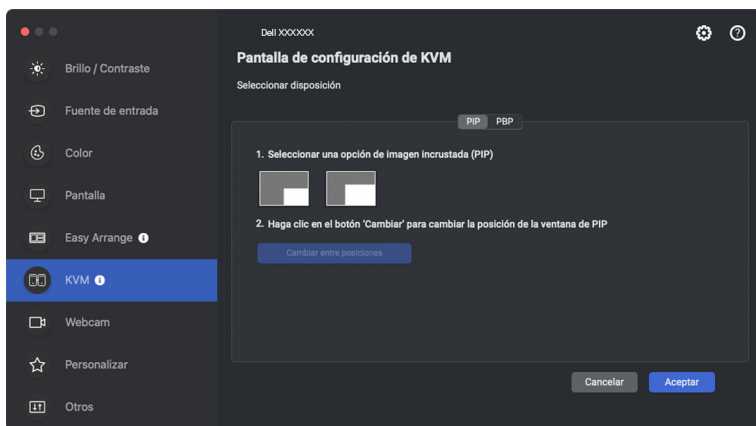 Dell XXXXXX
Pantalla de configuración de KVM
Seleccionar disposición
Brillo / Contraste
Fuente de entrada
Color
Pantalla
Easy Arrange
KVM
Webcam
Personalizar
Otros
PIP PBP
1. Seleccionar una opción de imagen incrustada (PIP)
2. Haga clic en el botón 'Cambiar' para cambiar la posición de la ventana de PIP
Cambiar entre posiciones
Cancelar Aceptar